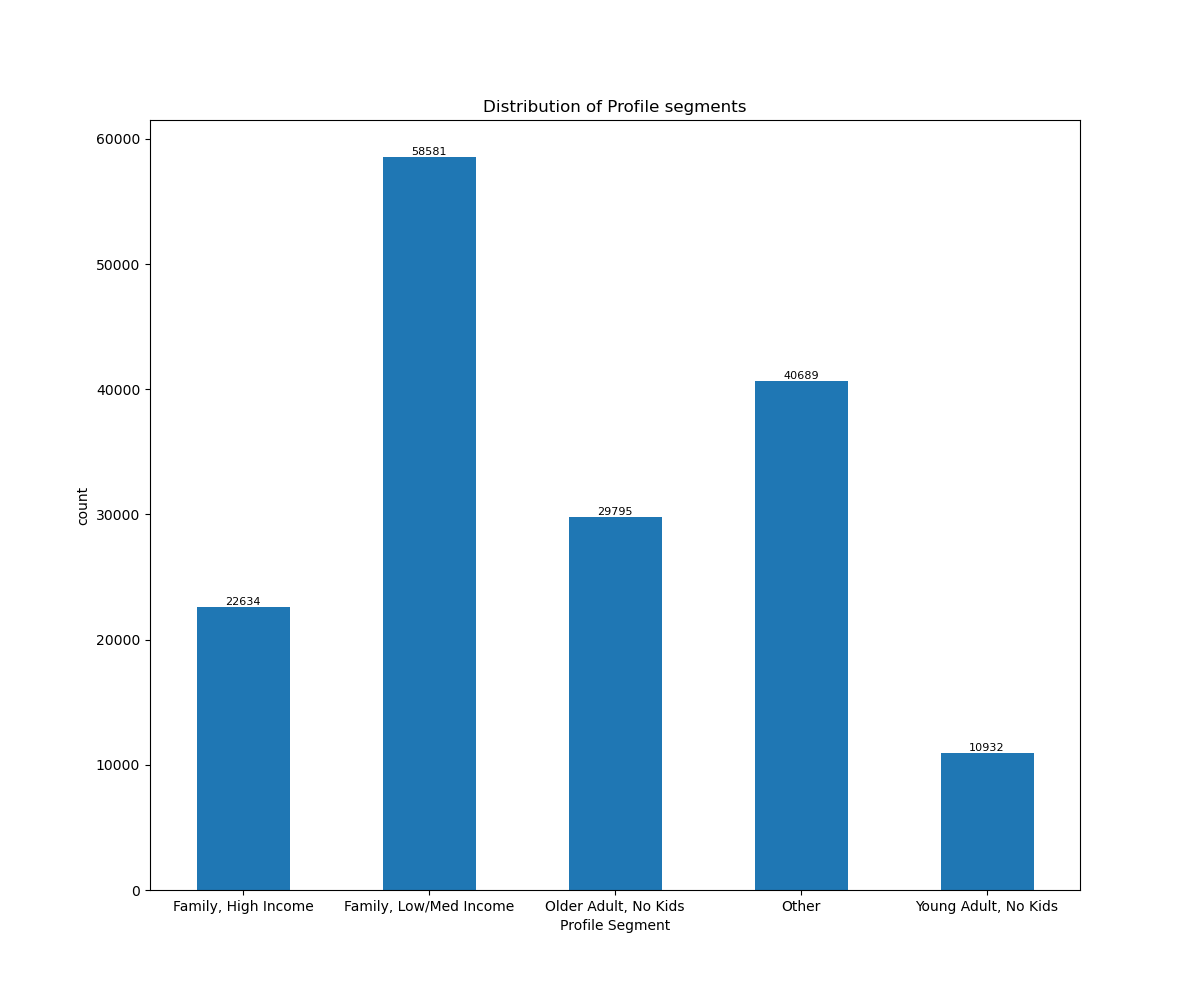 Distribution of Profile segments
60000
50000
40000
30000
20000
10000
0
count
22634
58581
29795
40689
10932
Family, High Income
Family, Low/Med Income
Older Adult, No Kids
Other
Young Adult, No Kids
Profile Segment